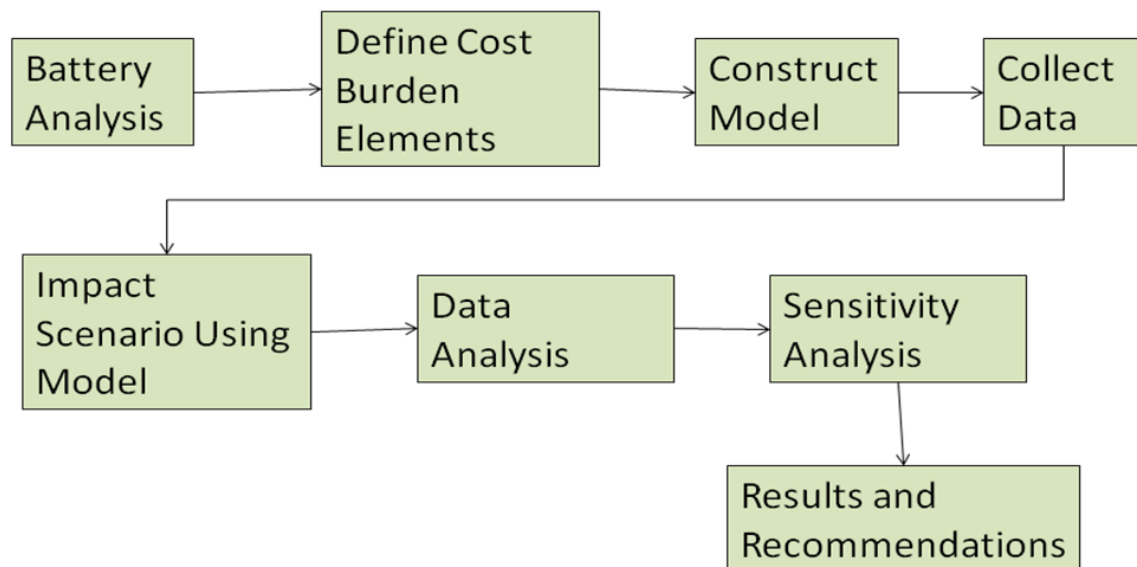 Battery
Analysis
Define Cost
Burden
Elements
Construct
Model
Collect
Data
Impact
Scenario Using
Model
Data
Analysis
Sensitivity
Analysis
Results and
Recommendations